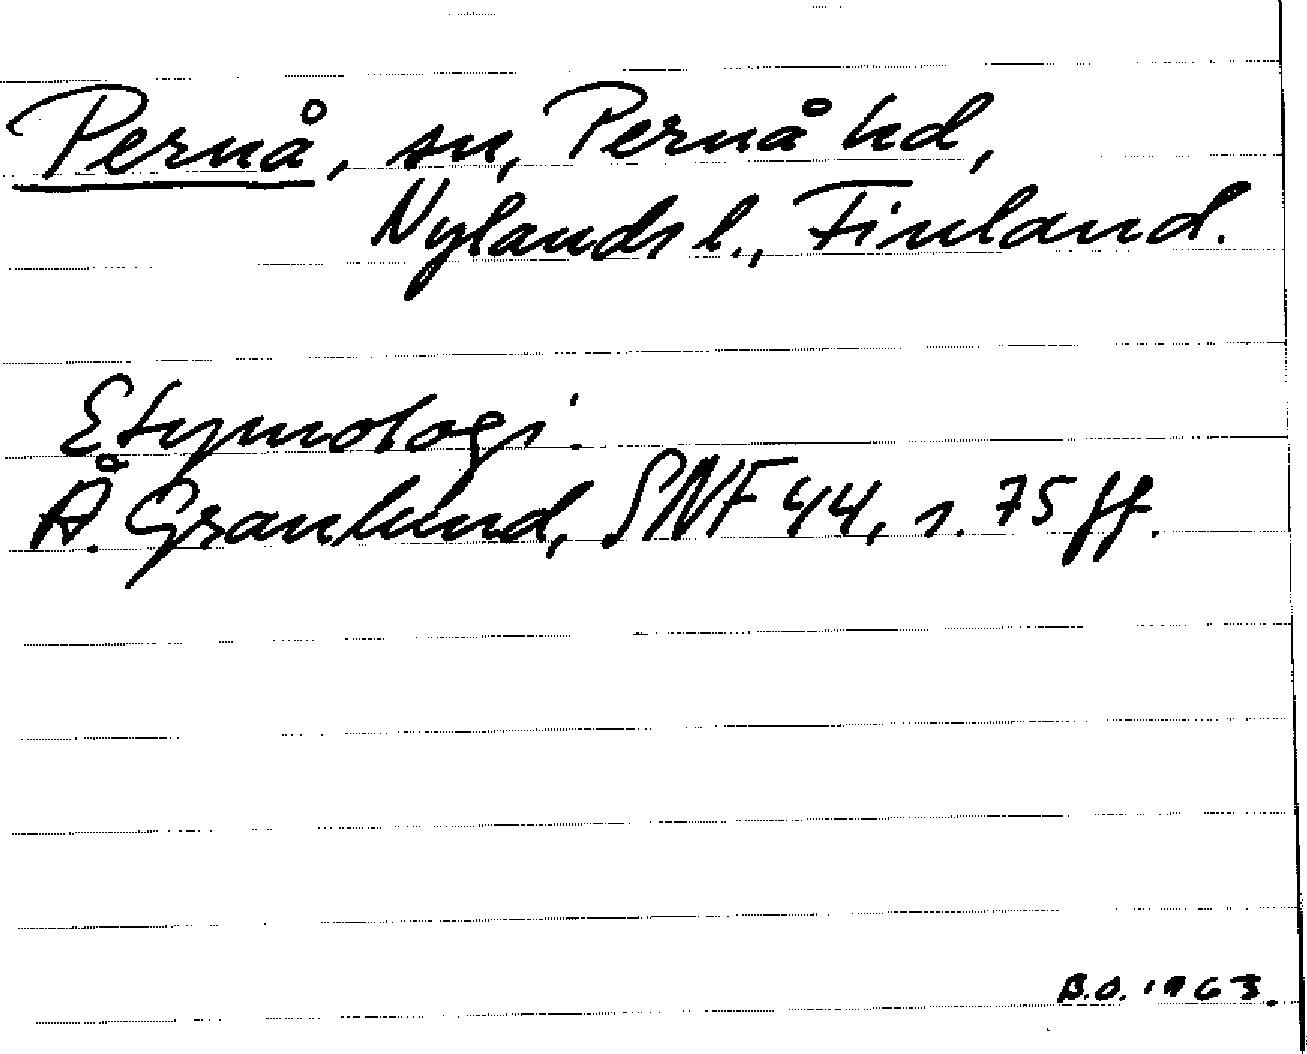 Pernå, sn, Pernå hd,
Nylands l., Finland.
Etymologi:
Å. Granlund, SNF 44, s. 75 ff.
B.O. 1963.